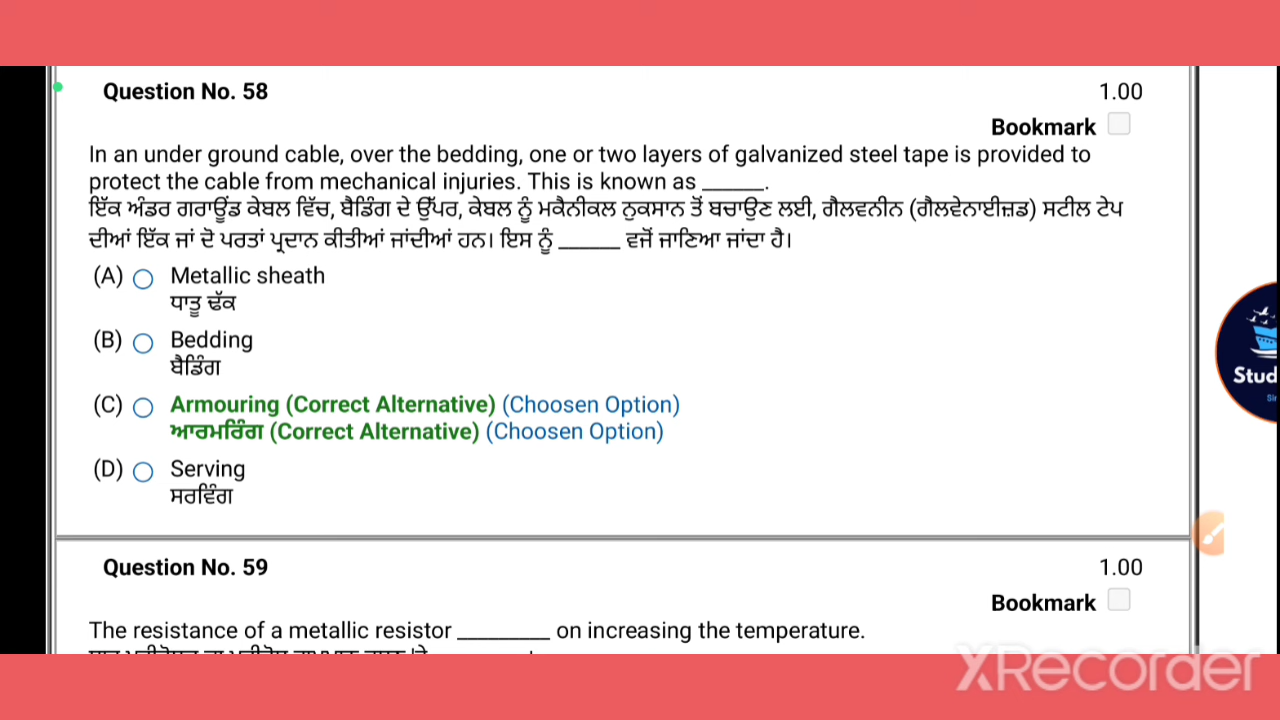 Question No. 58
1.00
Bookmark
In an under ground cable, over the bedding, one or two layers of galvanized steel tape is provided to
protect the cable from mechanical injuries. This is known as ______.
ਇੱਕ ਅੰਡਰ ਗਰਾਊਂਡ ਕੇਬਲ ਵਿੱਚ, ਬੈਡਿੰਗ ਦੇ ਉੱਪਰ, ਕੇਬਲ ਨੂੰ ਮਕੈਨੀਕਲ ਨੁਕਸਾਨ ਤੋਂ ਬਚਾਉਣ ਲਈ, ਗੈਲਵਨੀਨ (ਗੈਲਵੇਨਾਈਜ਼ਡ) ਸਟੀਲ ਟੇਪ
ਦੀਆਂ ਇੱਕ ਜਾਂ ਦੋ ਪਰਤਾਂ ਪ੍ਰਦਾਨ ਕੀਤੀਆਂ ਜਾਂਦੀਆਂ ਹਨ। ਇਸ ਨੂੰ ______ ਵਜੋਂ ਜਾਣਿਆ ਜਾਂਦਾ ਹੈ।
(A) Metallic sheath
ਧਾਤੂ ਢੱਕ
(B) Bedding
ਬੈਡਿੰਗ
(C) Armouring (Correct Alternative) (Choosen Option)
ਆਰਮਰਿੰਗ (Correct Alternative) (Choosen Option)
(D) Serving
ਸਰਵਿੰਗ
Stud
Question No. 59
1.00
Bookmark
The resistance of a metallic resistor _________ on increasing the temperature.
XRecorder